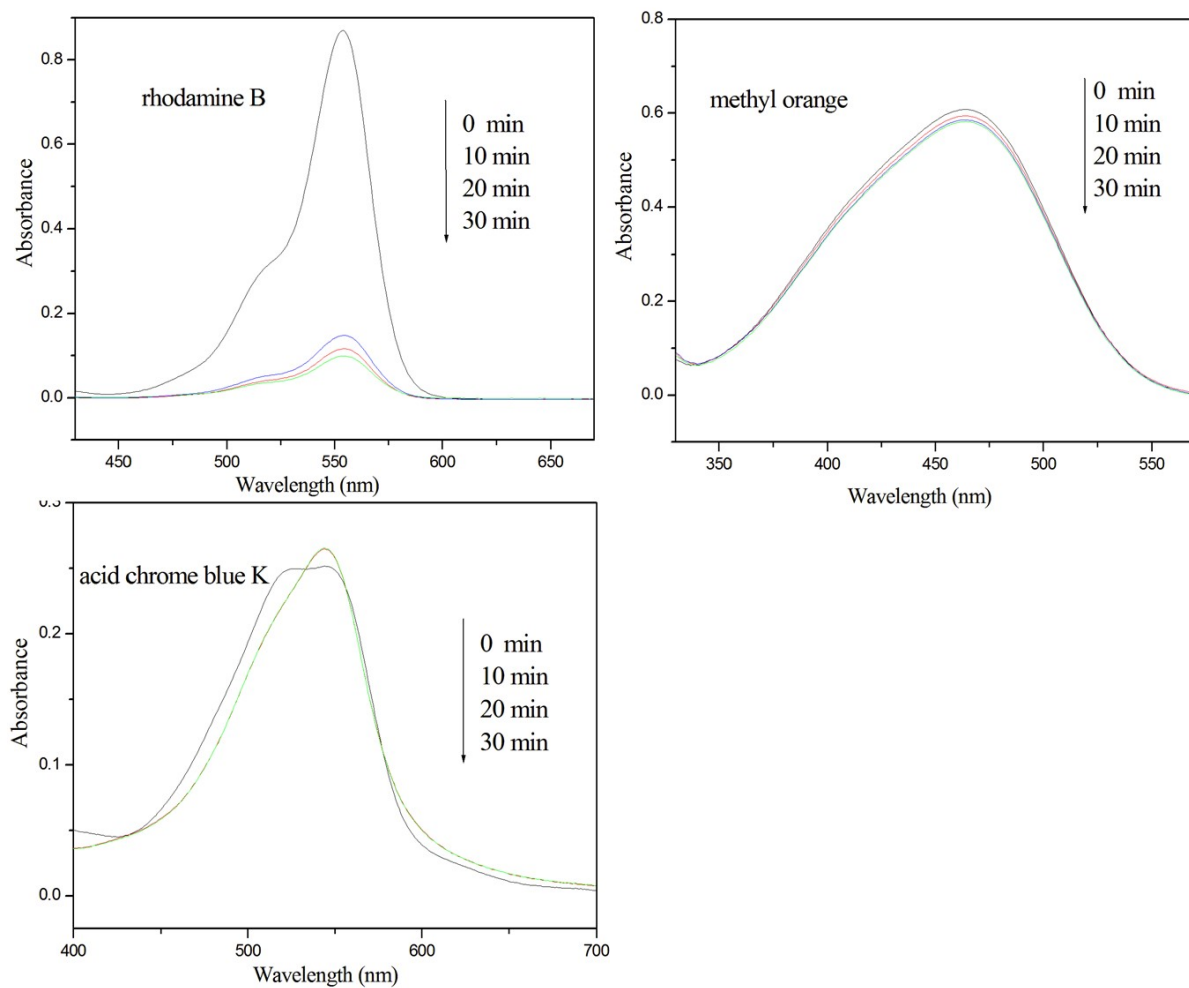 rhodamine B
0 min
10 min
20 min
30 min
Absorbance
0.8
0.6
0.4
0.2
0.0
450
500
550
600
650
Wavelength (nm)
methyl orange
0 min
10 min
20 min
30 min
Absorbance
0.8
0.6
0.4
0.2
0.0
350
400
450
500
550
Wavelength (nm)
acid chrome blue K
0 min
10 min
20 min
30 min
Absorbance
0.3
0.2
0.1
0.0
400
500
600
700
Wavelength (nm)